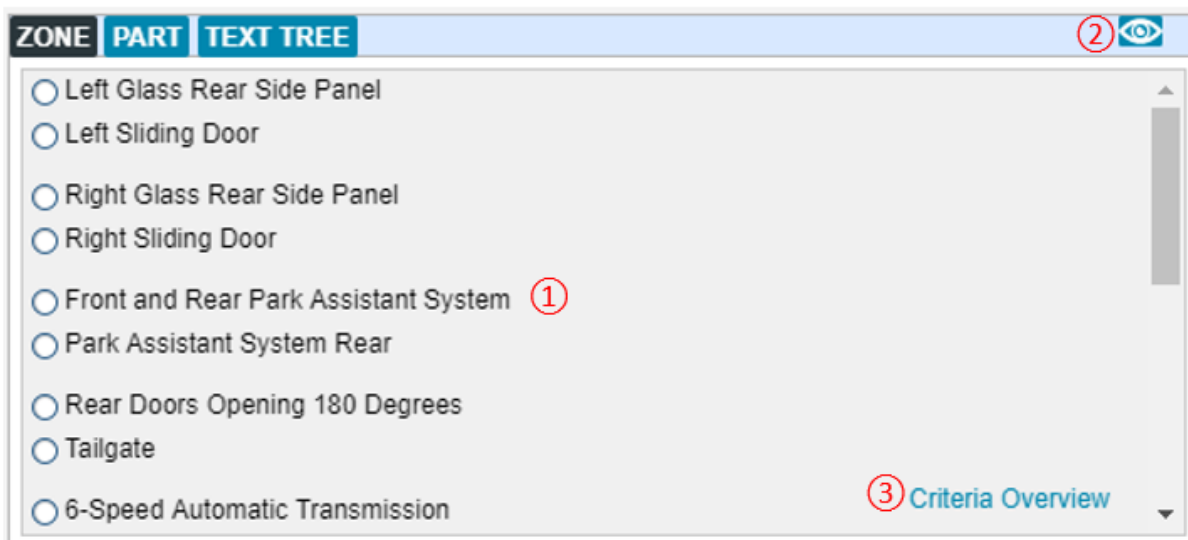 ZONE PART TEXT TREE 2
Left Glass Rear Side Panel
Left Sliding Door
Right Glass Rear Side Panel
Right Sliding Door
Front and Rear Park Assistant System 1
Park Assistant System Rear
Rear Doors Opening 180 Degrees
Tailgate
6-Speed Automatic Transmission
3 Criteria Overview